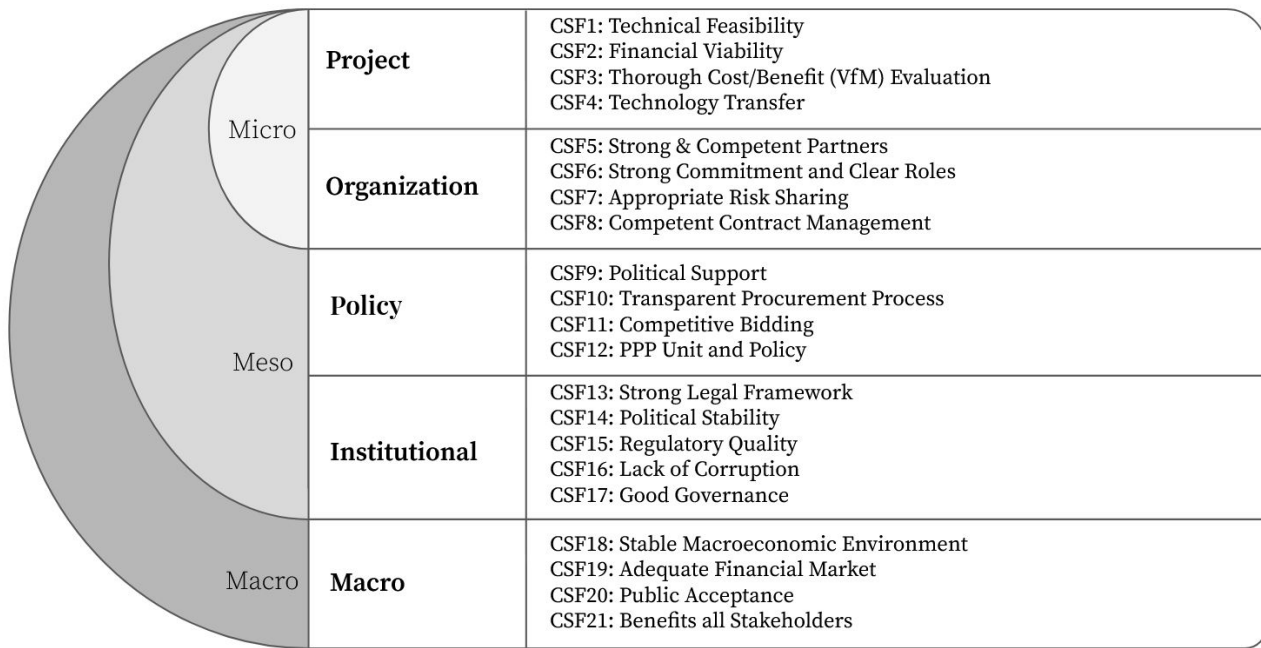 Micro
Meso
Macro
Project
CSF1: Technical Feasibility
CSF2: Financial Viability
CSF3: Thorough Cost/Benefit (VfM) Evaluation
CSF4: Technology Transfer
Organization
CSF5: Strong & Competent Partners
CSF6: Strong Commitment and Clear Roles
CSF7: Appropriate Risk Sharing
CSF8: Competent Contract Management
Policy
CSF9: Political Support
CSF10: Transparent Procurement Process
CSF11: Competitive Bidding
CSF12: PPP Unit and Policy
Institutional
CSF13: Strong Legal Framework
CSF14: Political Stability
CSF15: Regulatory Quality
CSF16: Lack of Corruption
CSF17: Good Governance
Macro
CSF18: Stable Macroeconomic Environment
CSF19: Adequate Financial Market
CSF20: Public Acceptance
CSF21: Benefits all Stakeholders